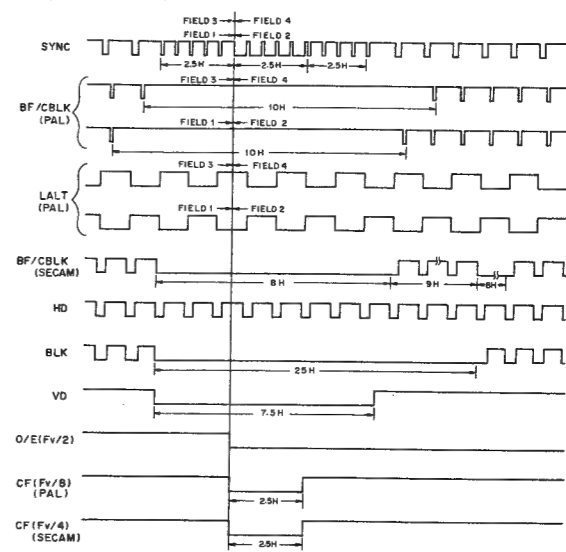 FIELD 3 FIELD 4
FIELD 1 FIELD 2
SYNC
2.5H 2.5H 2.5H
FIELD 3 FIELD 4
BF/CBLK
(PAL)
10H
FIELD 1 FIELD 2
10H
FIELD 3 FIELD 4
LALT
(PAL)
FIELD 1 FIELD 2
BF/CBLK
(SECAM)
8H 9H 8H
HD
BLK
25H
VD
7.5H
O/E(Fv/2)
CF(Fv/8)
(PAL)
2.5H
CF(Fv/4)
(SECAM)
2.5H